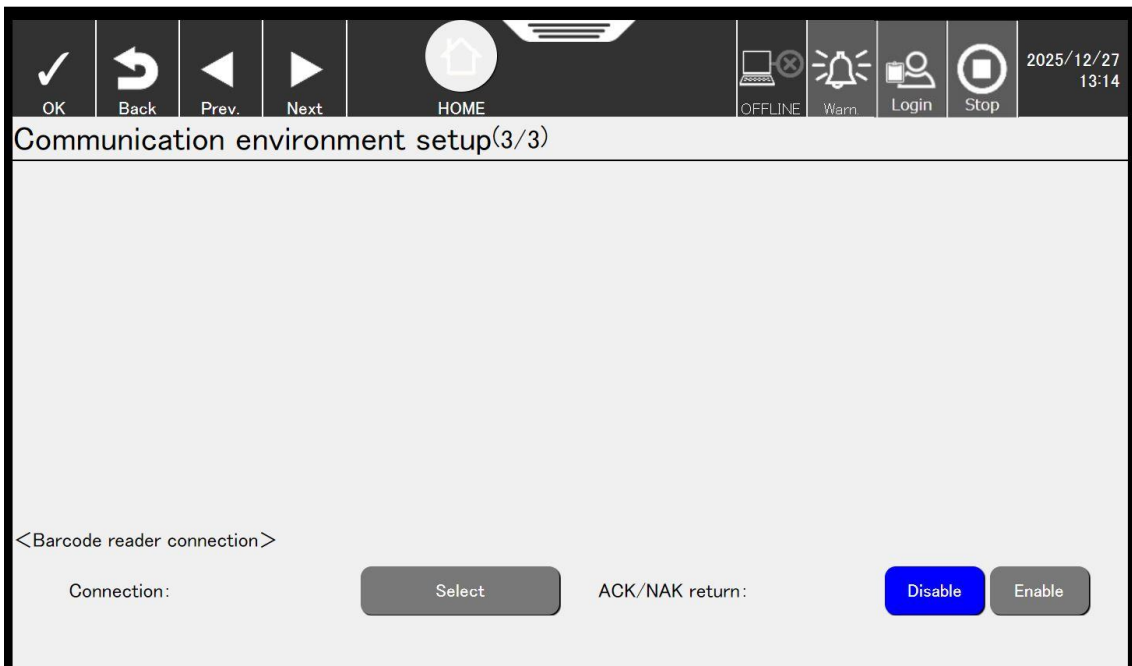 OK
Back
Prev.
Next
HOME
OFFLINE
Warn.
Login
Stop
2025/12/27
13:14
Communication environment setup(3/3)
<Barcode reader connection>
Connection:
Select
ACK/NAK return:
Disable
Enable